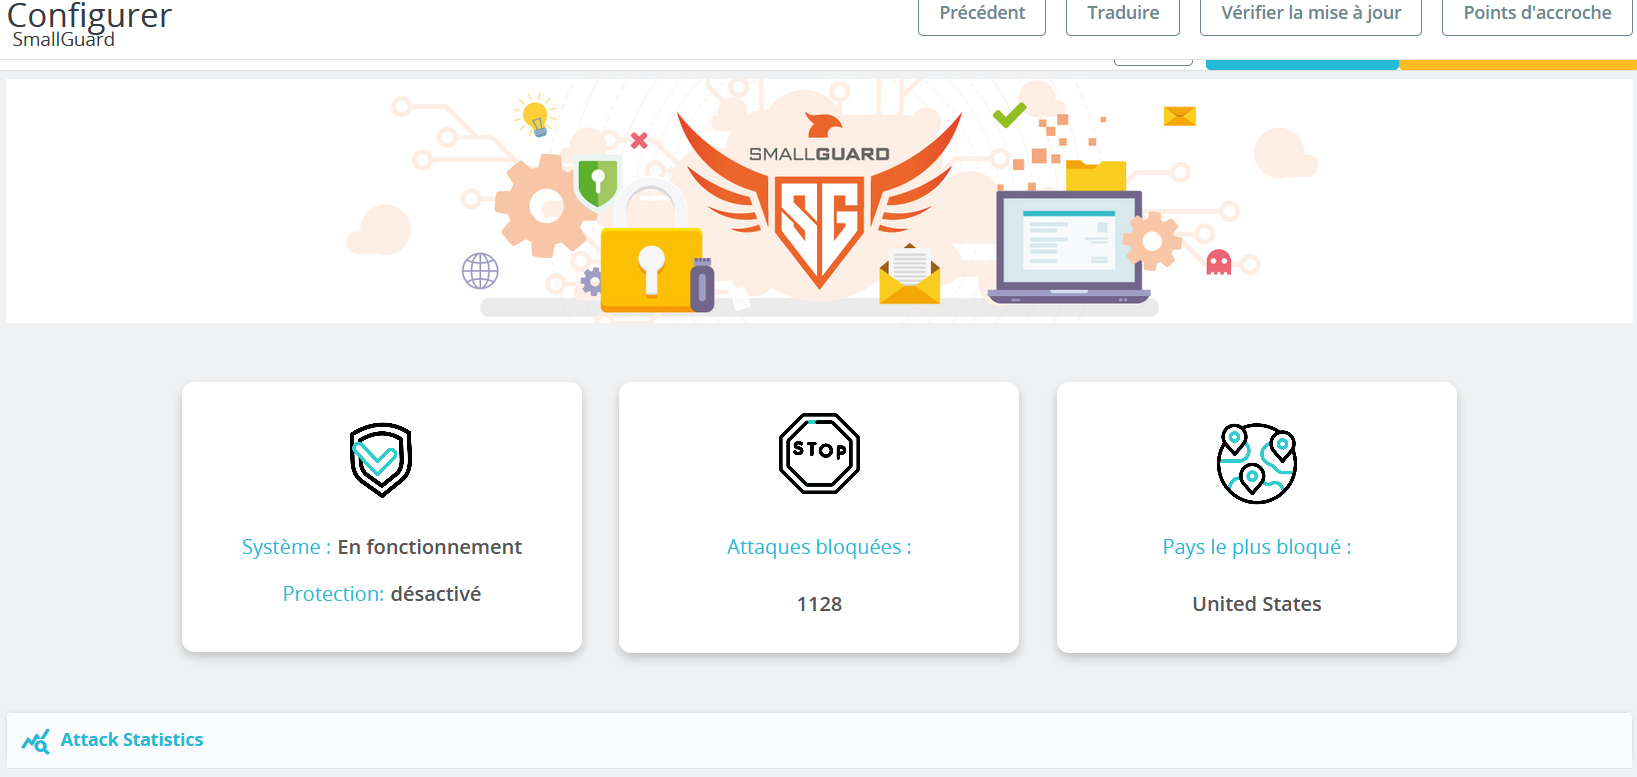 Configurer
SmallGuard
Précédent
Traduire
Vérifier la mise à jour
Points d'accroche
SMALLGUARD
SG
STOP
Système : En fonctionnement
Protection: désactivé
Attaques bloquées :
1128
Pays le plus bloqué :
United States
Attack Statistics